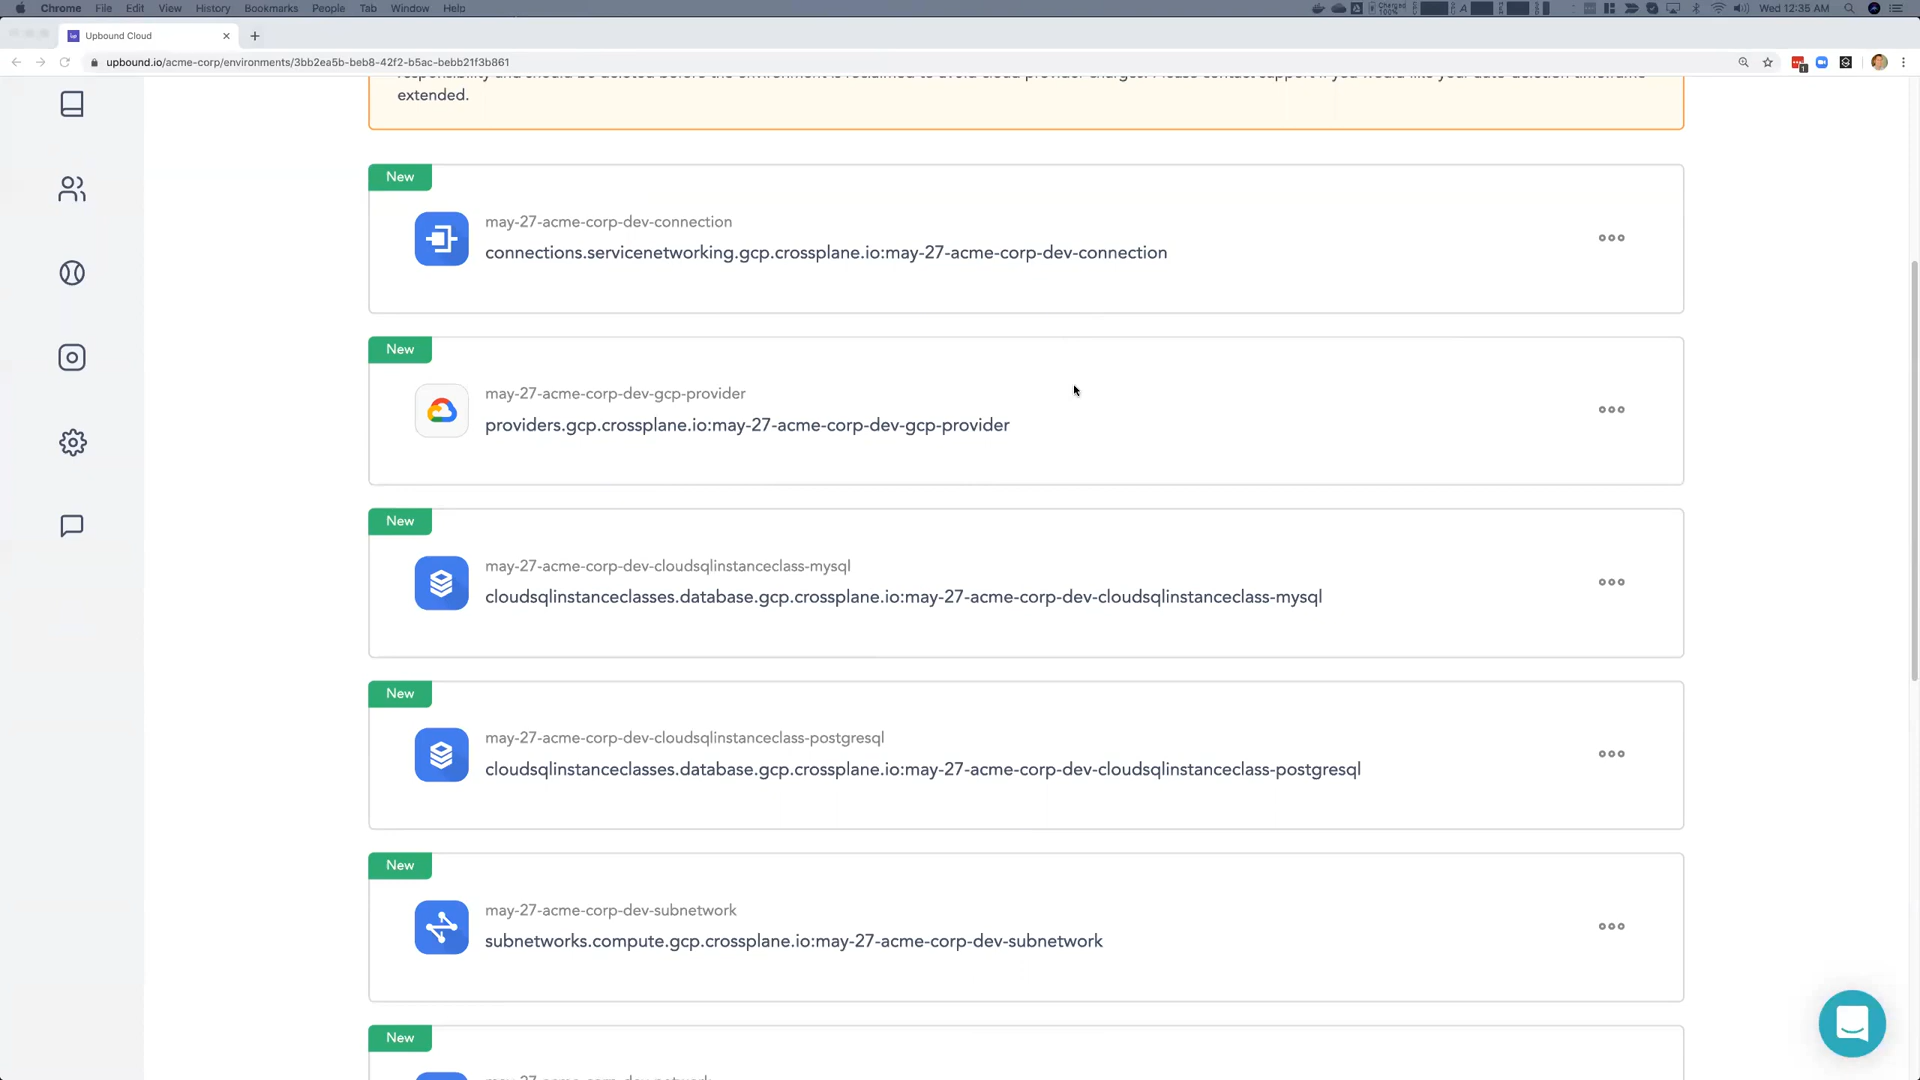 Chrome File Edit View History Bookmarks People Tab Window Help
Charged
100%
Wed 12:35 AM
Upbound Cloud
upbound.io/acme-corp/environments/3bb2ea5b-beb8-42f2-b5ac-bebb21f3b861
extended.
New
may-27-acme-corp-dev-connection
connections.servicenetworking.gcp.crossplane.io:may-27-acme-corp-dev-connection
New
may-27-acme-corp-dev-gcp-provider
providers.gcp.crossplane.io:may-27-acme-corp-dev-gcp-provider
New
may-27-acme-corp-dev-cloudsqlinstanceclass-mysql
cloudsqlinstanceclasses.database.gcp.crossplane.io:may-27-acme-corp-dev-cloudsqlinstanceclass-mysql
New
may-27-acme-corp-dev-cloudsqlinstanceclass-postgresql
cloudsqlinstanceclasses.database.gcp.crossplane.io:may-27-acme-corp-dev-cloudsqlinstanceclass-postgresql
New
may-27-acme-corp-dev-subnetwork
subnetworks.compute.gcp.crossplane.io:may-27-acme-corp-dev-subnetwork
New